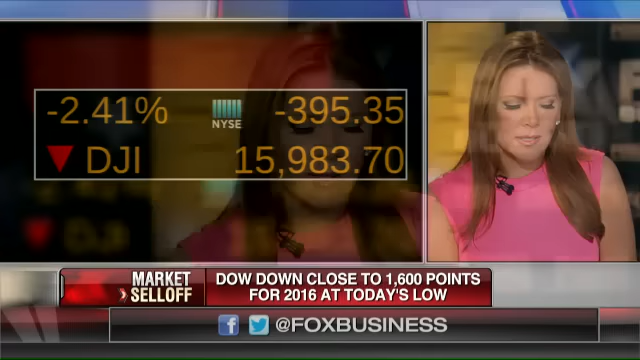 -2.41% NYSE -395.35
DJI 15,983.70
DJI
MARKET
SELLOFF
DOW DOWN CLOSE TO 1,600 POINTS
FOR 2016 AT TODAY'S LOW
@FOXBUSINESS